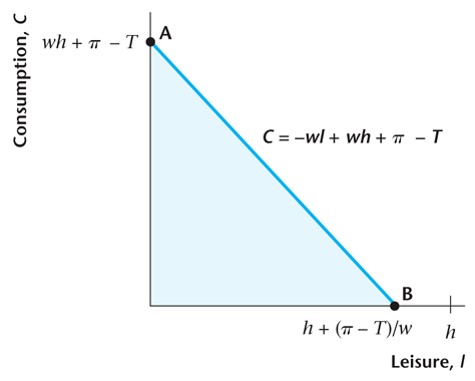 Consumption, C
wh + π − T
A
C = –wl + wh + π − T
B
h + (π − T)/w
h
Leisure, l